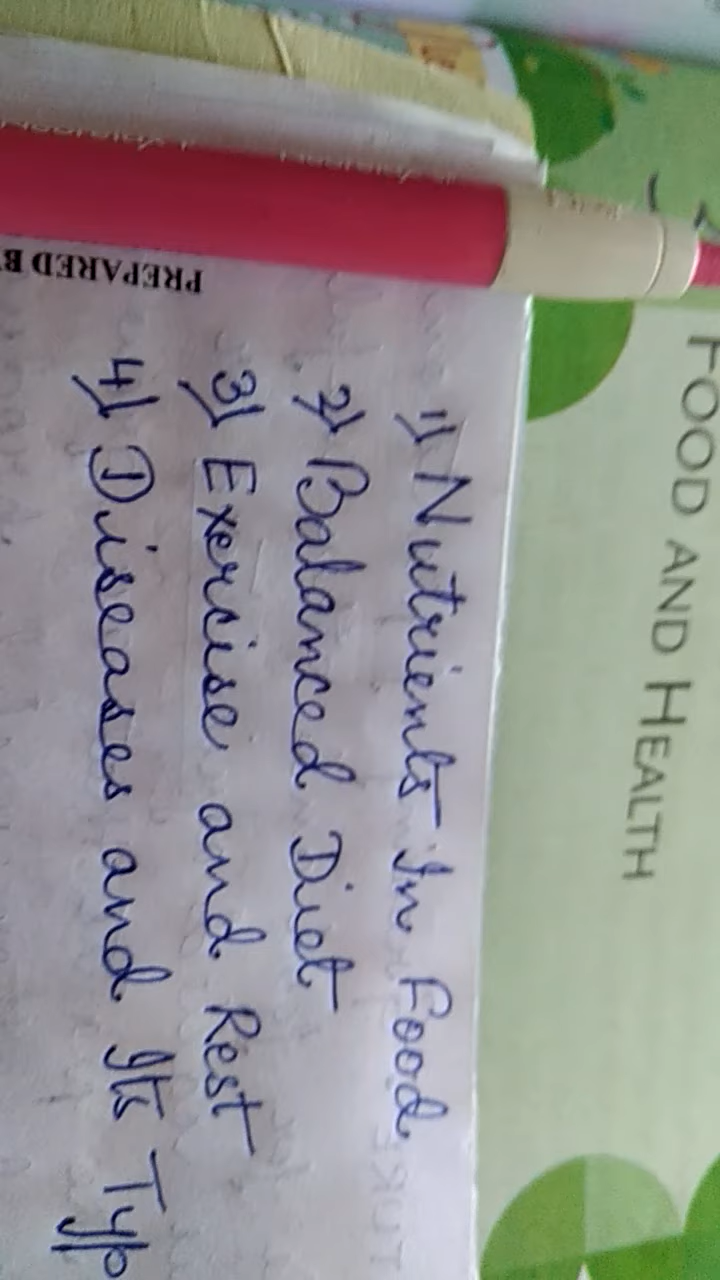 FOOD AND HEALTH
1) Nutrients In Food
2) Balanced Diet
3) Exercise and Rest
4) Diseases and Its Typ
PREPARED B